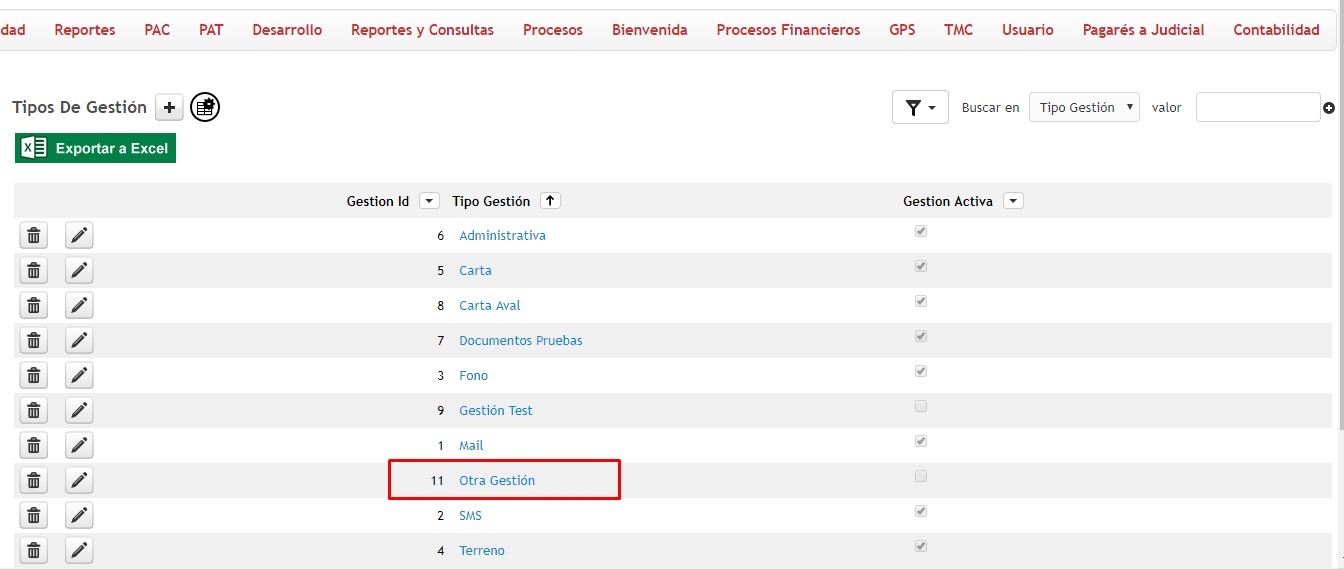 dad Reportes PAC PAT Desarrollo Reportes y Consultas Procesos Bienvenida Procesos Financieros GPS TMC Usuario Pagarés a Judicial Contabilidad
Tipos De Gestión Buscar en Tipo Gestión valor
Exportar a Excel
Gestion Id Tipo Gestión Gestion Activa
6 Administrativa
5 Carta
8 Carta Aval
7 Documentos Pruebas
3 Fono
9 Gestión Test
1 Mail
11 Otra Gestión
2 SMS
4 Terreno